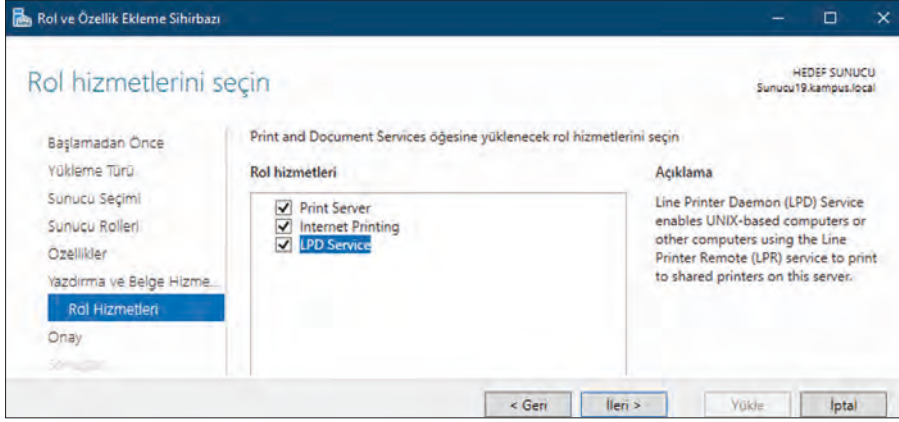 Rol ve Özellik Ekleme Sihirbazı
Rol hizmetlerini seçin
HEDEF SUNUCU
Sunucu19.kampus.local
Başlamadan Önce
Yükleme Türü
Sunucu Seçimi
Sunucu Rolleri
Özellikler
Yazdırma ve Belge Hizme...
Rol Hizmetleri
Onay
Sonuçlar
Print and Document Services öğesine yüklenecek rol hizmetlerini seçin
Rol hizmetleri
Print Server
Internet Printing
LPD Service
Açıklama
Line Printer Daemon (LPD) Service
enables UNIX-based computers or
other computers using the Line
Printer Remote (LPR) service to print
to shared printers on this server.
< Geri
İleri >
Yükle
İptal